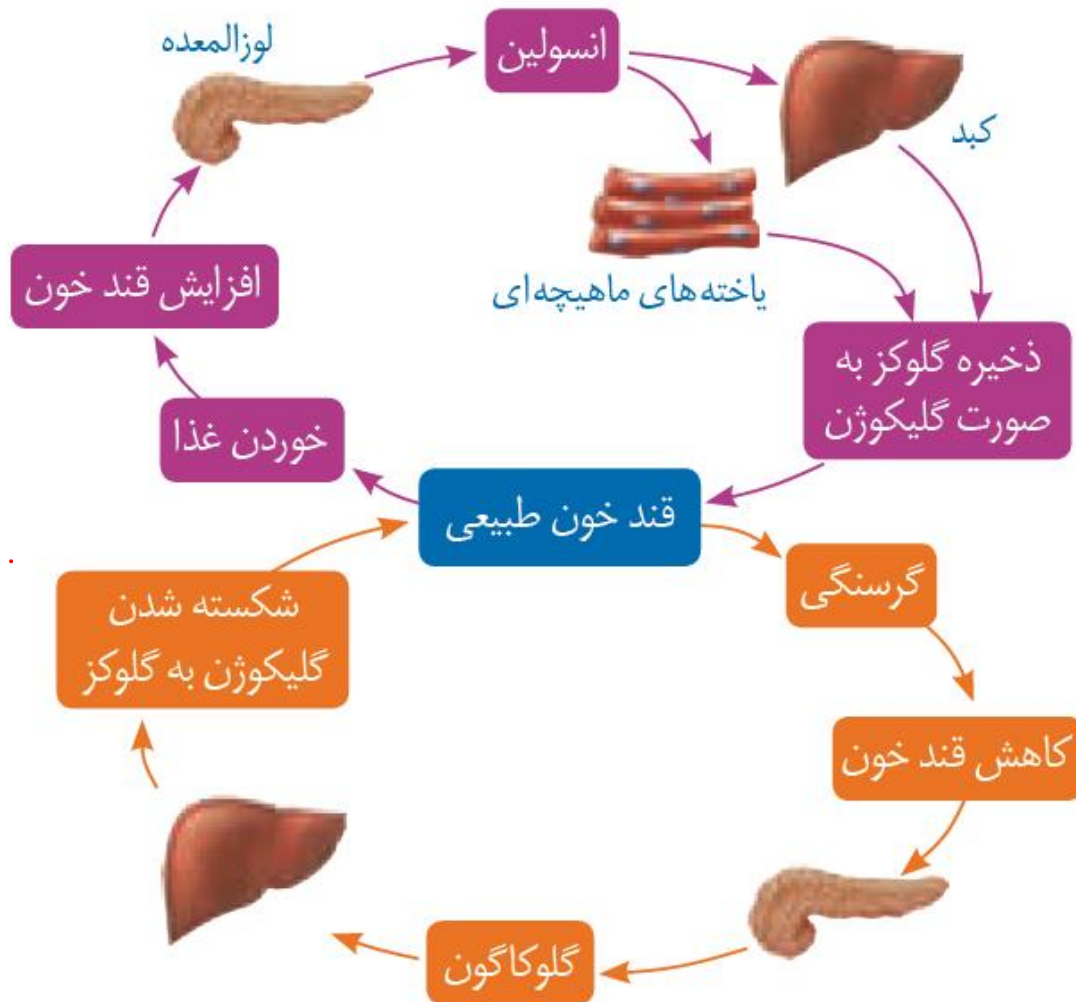 لوزالمعده
انسولین
کبد
یاخته‌های ماهیچه‌ای
افزایش قند خون
ذخیره گلوکز به
صورت گلیکوژن
خوردن غذا
قند خون طبیعی
گرسنگی
شکسته شدن
گلیکوژن به گلوکز
کاهش قند خون
گلوکاگون